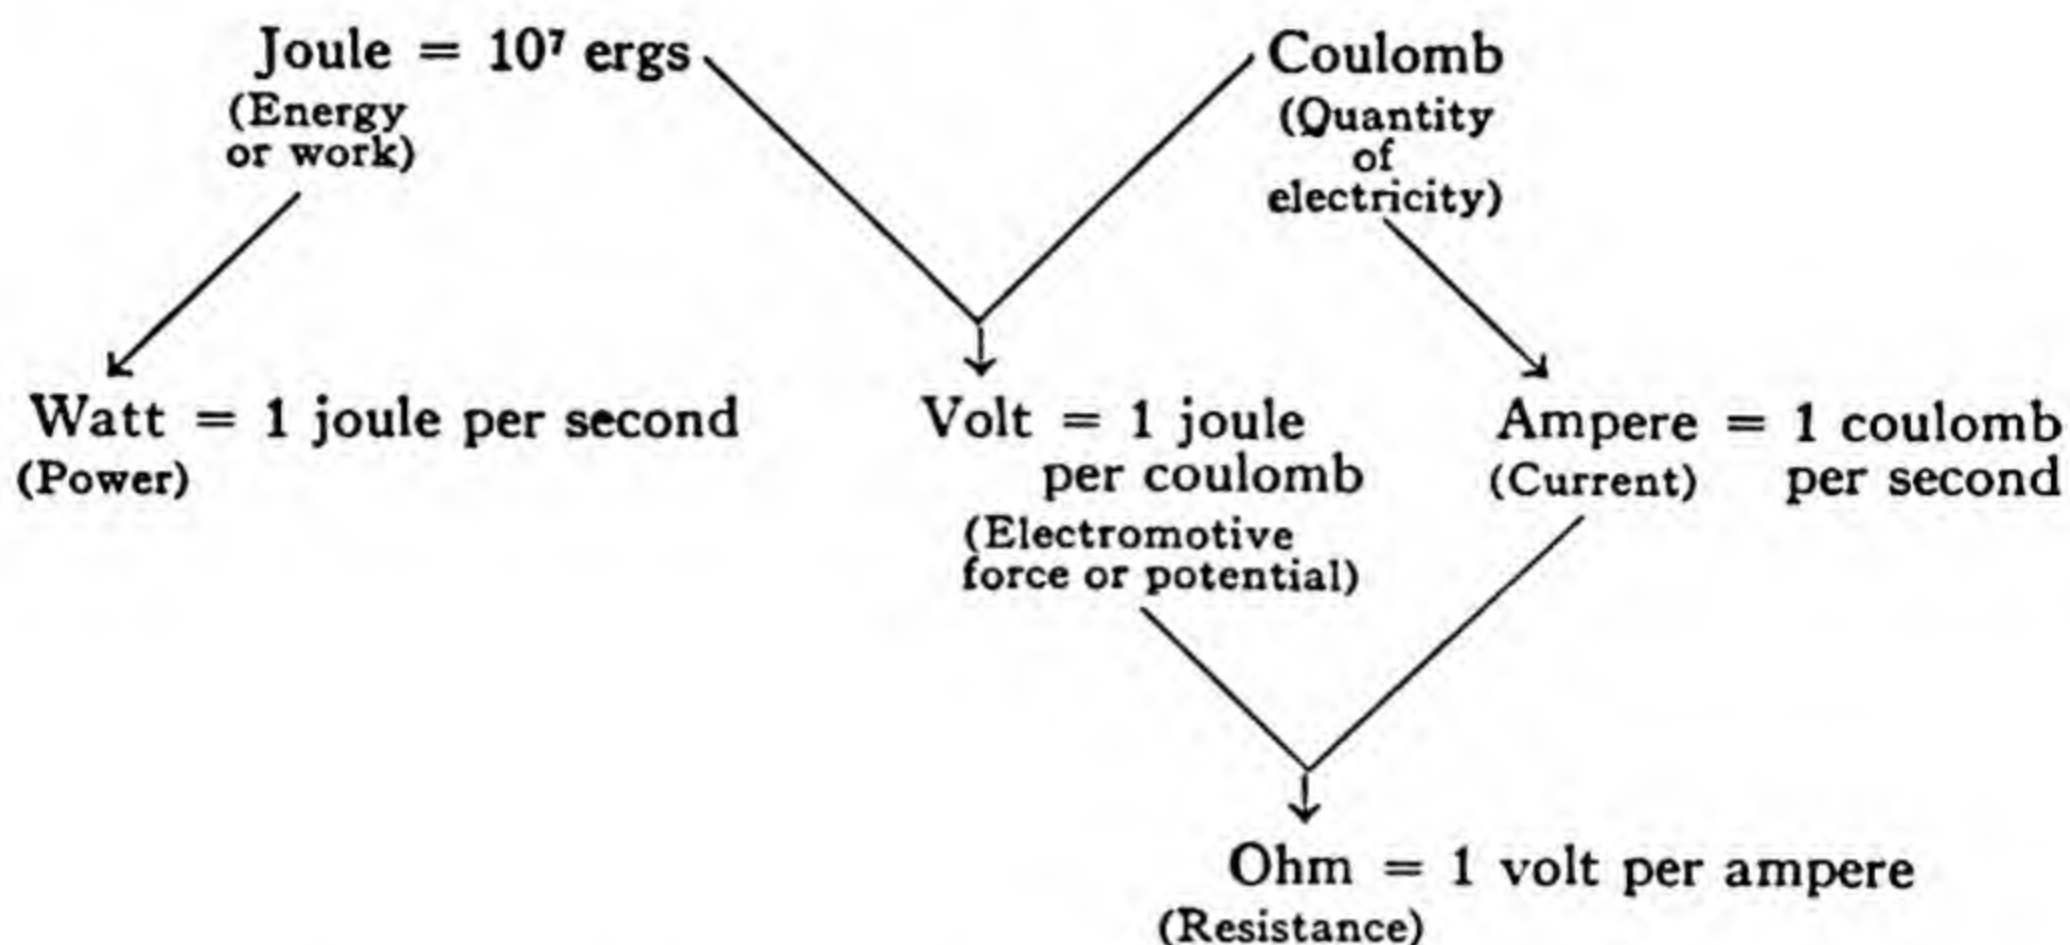 Joule = 10⁷ ergs
(Energy
or work)
Coulomb
(Quantity
of
electricity)
Watt = 1 joule per second
(Power)
Volt = 1 joule
per coulomb
(Electromotive
force or potential)
Ampere = 1 coulomb
(Current) per second
Ohm = 1 volt per ampere
(Resistance)